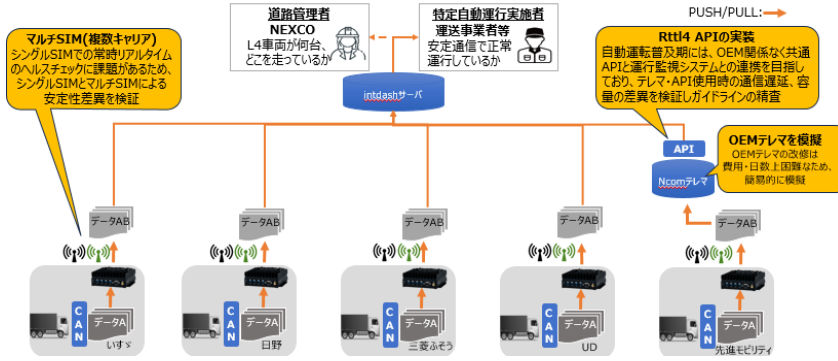 PUSH/PULL:
マルチSIM(複数キャリア)
シングルSIMでの常時リアルタイム
のヘルスチェックに課題があるため、
シングルSIMとマルチSIMによる
安定性差異を検証
道路管理者
NEXCO
L4車両が何台、
どこを走っているか
特定自動運行実施者
運送事業者等
安定通信で正常
運行しているか
Rttl4 APIの実装
自動運転普及期には、OEM関係なく共通
APIと運行監視システムとの連携を目指し
ており、テレマ・API使用時の通信遅延、容
量の差異を検証しガイドラインの精査
intdashサーバ
API
Ncomテレマ
OEMテレマを模擬
OEMテレマの改修は
費用・日数上困難なため、
簡易的に模擬
データAB
データAB
データAB
データAB
データAB
CAN
データA
いすゞ
CAN
データA
日野
CAN
データA
三菱ふそう
CAN
データA
UD
CAN
データA
先進モビリティ